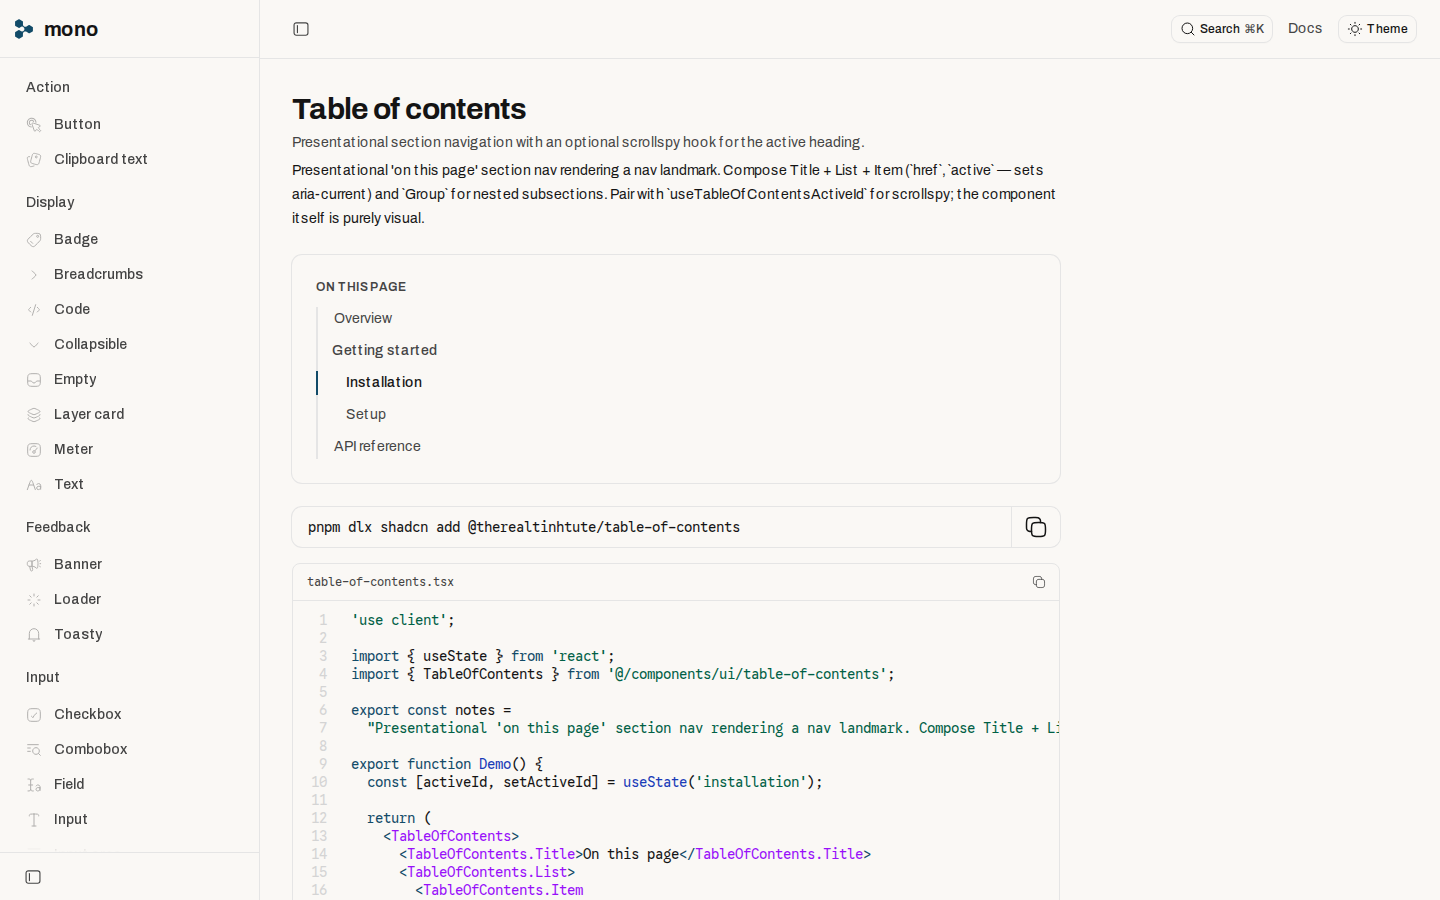 mono
Search ⌘K
Docs
Theme
Action
Button
Clipboard text
Display
Badge
Breadcrumbs
Code
Collapsible
Empty
Layer card
Meter
Text
Feedback
Banner
Loader
Toasty
Input
Checkbox
Combobox
Field
Input
Table of contents
Presentational section navigation with an optional scrollspy hook for the active heading.
Presentational 'on this page' section nav rendering a nav landmark. Compose Title + List + Item (`href`, `active` — sets
aria-current) and `Group` for nested subsections. Pair with `useTableOfContentsActiveId` for scrollspy; the component
itself is purely visual.
ON THIS PAGE
Overview
Getting started
Installation
Setup
API reference
pnpm dlx shadcn add @therealtinhtute/table-of-contents
table-of-contents.tsx
1 'use client';
2
3 import { useState } from 'react';
4 import { TableOfContents } from '@/components/ui/table-of-contents';
5
6 export const notes =
7 "Presentational 'on this page' section nav rendering a nav landmark. Compose Title + Li
8
9 export function Demo() {
10 const [activeId, setActiveId] = useState('installation');
11
12 return (
13 <TableOfContents>
14 <TableOfContents.Title>On this page</TableOfContents.Title>
15 <TableOfContents.List>
16 <TableOfContents.Item